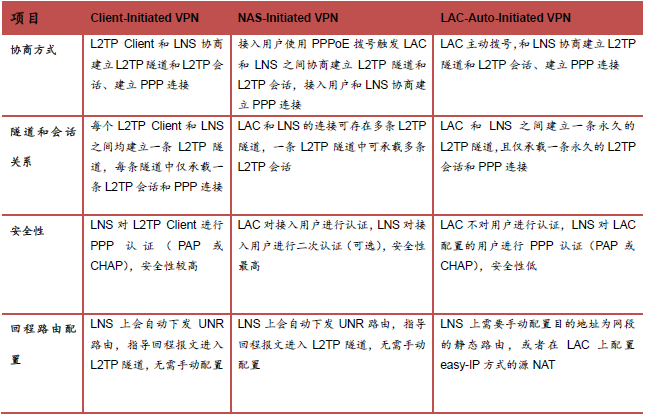 项目
Client-Initiated VPN
NAS-Initiated VPN
LAC-Auto-Initiated VPN
协商方式
L2TP Client 和 LNS 协商
建立 L2TP 隧道和 L2TP 会
话、建立 PPP 连接
接入用户使用 PPPoE 拨号触发 LAC
和 LNS 之间协商建立 L2TP 隧道和
L2TP 会话，接入用户和 LNS 协商建
立 PPP 连接
LAC 主动拨号,和 LNS 协商建立 L2TP
隧道和 L2TP 会话、建立 PPP 连接
隧道和会话
关系
每个 L2TP Client 和 LNS
之间均建立一条 L2TP 隧
道，每条隧道中仅承载一
条 L2TP 会话和 PPP 连接
LAC 和 LNS 的连接可存在多条 L2TP
隧道，一条 L2TP 隧道中可承载多条
L2TP 会话
LAC 和 LNS 之间建立一条永久的
L2TP 隧道,且仅承载一条永久的 L2TP
会话和 PPP 连接
安全性
LNS 对 L2TP Client 进行
PPP 认证（PAP 或
CHAP），安全性较高
LAC 对接入用户进行认证，LNS 对接
入用户进行二次认证（可选），安全性
最高
LAC 不对用户进行认证，LNS 对 LAC
配置的用户进行 PPP 认证（PAP 或
CHAP），安全性低
回程路由配
置
LNS 上会自动下发 UNR
路由，指导回程报文进入
L2TP 隧道，无需手动配置
LNS 上会自动下发 UNR 路由，指导
回程报文进入 L2TP 隧道，无需手动
配置
LNS 上需要手动配置目的地址为网段
的静态路由，或者在 LAC 上配置
easy-IP 方式的源 NAT